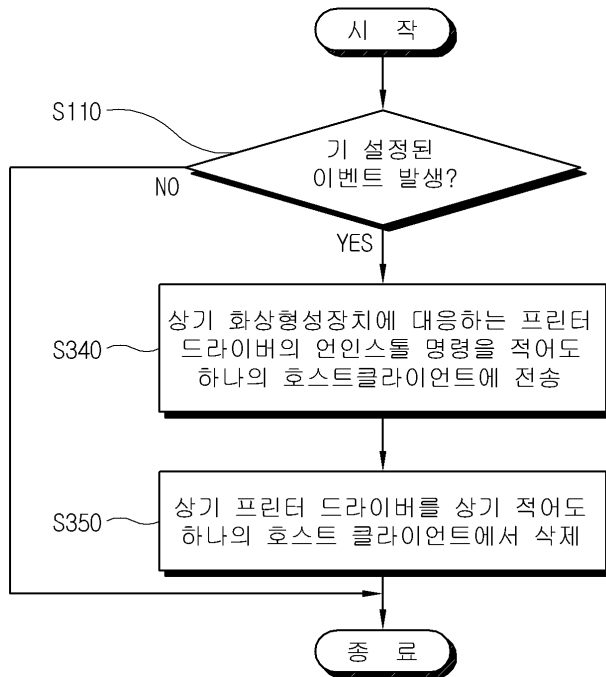 시 작
S110
기 설정된
이벤트 발생?
NO
YES
상기 화상형성장치에 대응하는 프린터
드라이버의 언인스톨 명령을 적어도
하나의 호스트클라이언트에 전송
S340
상기 프린터 드라이버를 상기 적어도
하나의 호스트 클라이언트에서 삭제
S350
종 료